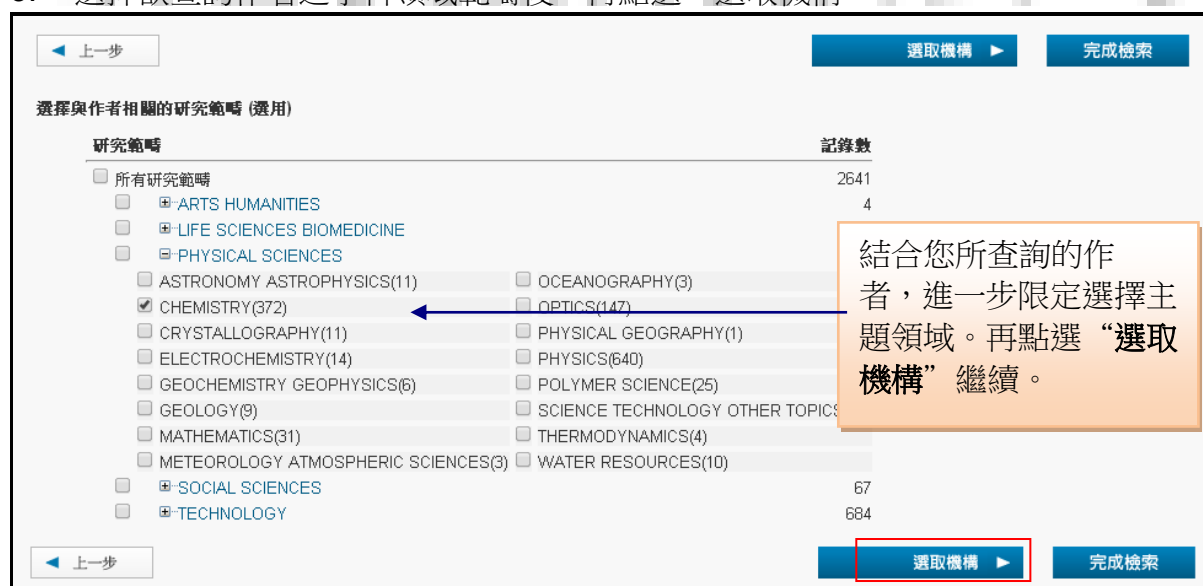 ◄ 上一步
選取機構 ►
完成檢索
選擇與作者相關的研究範疇 (選用)
研究範疇
記錄數
所有研究範疇
2641
ARTS HUMANITIES
4
LIFE SCIENCES BIOMEDICINE
PHYSICAL SCIENCES
ASTRONOMY ASTROPHYSICS(11)
OCEANOGRAPHY(3)
CHEMISTRY(372)
OPTICS(147)
CRYSTALLOGRAPHY(11)
PHYSICAL GEOGRAPHY(1)
ELECTROCHEMISTRY(14)
PHYSICS(640)
GEOCHEMISTRY GEOPHYSICS(6)
POLYMER SCIENCE(25)
GEOLOGY(9)
SCIENCE TECHNOLOGY OTHER TOPICS
MATHEMATICS(31)
THERMODYNAMICS(4)
METEOROLOGY ATMOSPHERIC SCIENCES(3)
WATER RESOURCES(10)
SOCIAL SCIENCES
67
TECHNOLOGY
684
結合您所查詢的作
者，進一步限定選擇主
題領域。再點選“選取
機構”繼續。
◄ 上一步
選取機構 ►
完成檢索